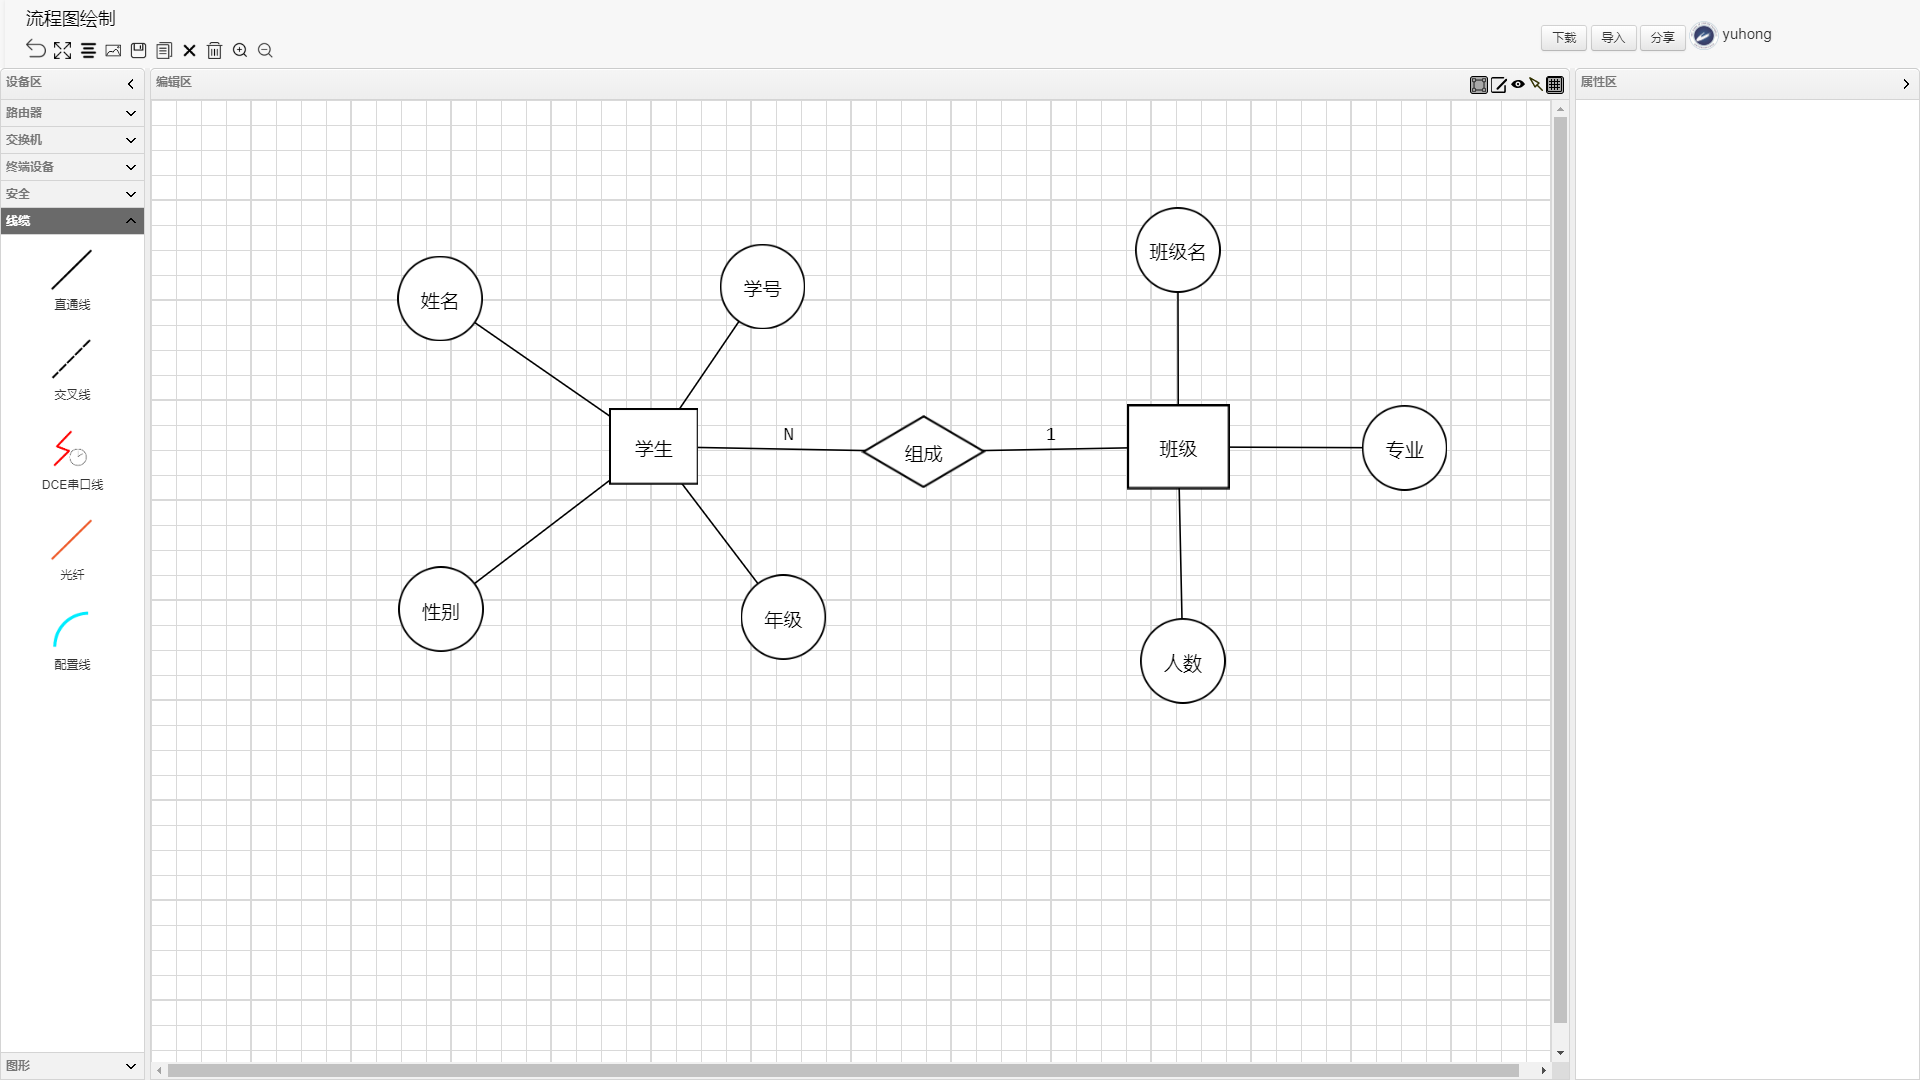 流程图绘制
下载
导入
分享
yuhong
设备区
编辑区
属性区
路由器
交换机
终端设备
安全
线缆
直通线
交叉线
DCE串口线
光纤
配置线
图形
姓名
学号
班级名
学生
N
组成
1
班级
专业
性别
年级
人数